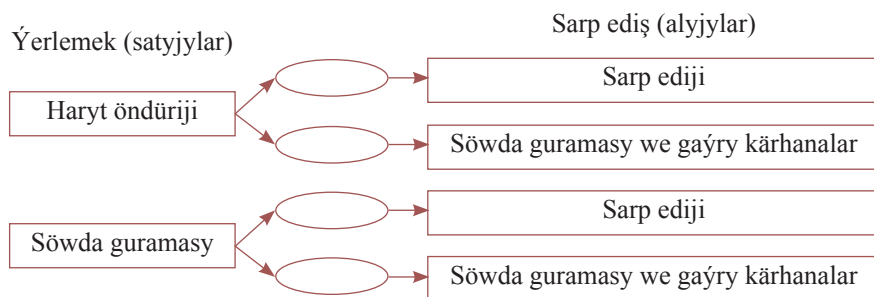 Ýerlemek (satyjylar)
Sarp ediş (alyjylar)
Haryt öndüriji
Sarp ediji
Söwda guramasy we gaýry kärhanalar
Söwda guramasy
Sarp ediji
Söwda guramasy we gaýry kärhanalar